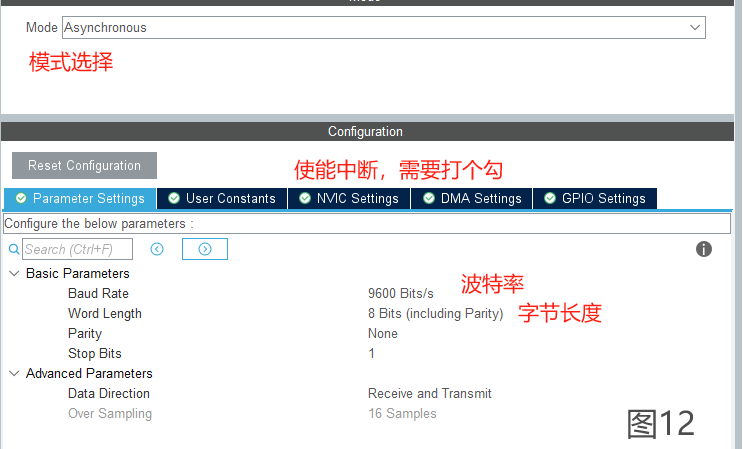 Mode Asynchronous
模式选择
Configuration
Reset Configuration
使能中断，需要打个勾
Parameter Settings User Constants NVIC Settings DMA Settings GPIO Settings
Configure the below parameters :
Search (Ctrl+F)
Basic Parameters
Baud Rate 9600 Bits/s 波特率
Word Length 8 Bits (including Parity) 字节长度
Parity None
Stop Bits 1
Advanced Parameters
Data Direction Receive and Transmit
Over Sampling 16 Samples
图12